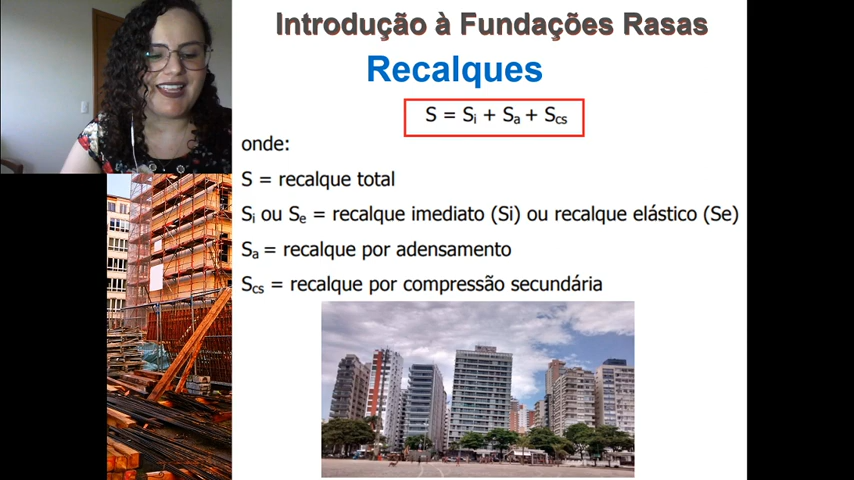 Introdução à Fundações Rasas
Recalques
S = Si + Sa + Scs
onde:
S = recalque total
Si ou Se = recalque imediato (Si) ou recalque elástico (Se)
Sa = recalque por adensamento
Scs = recalque por compressão secundária